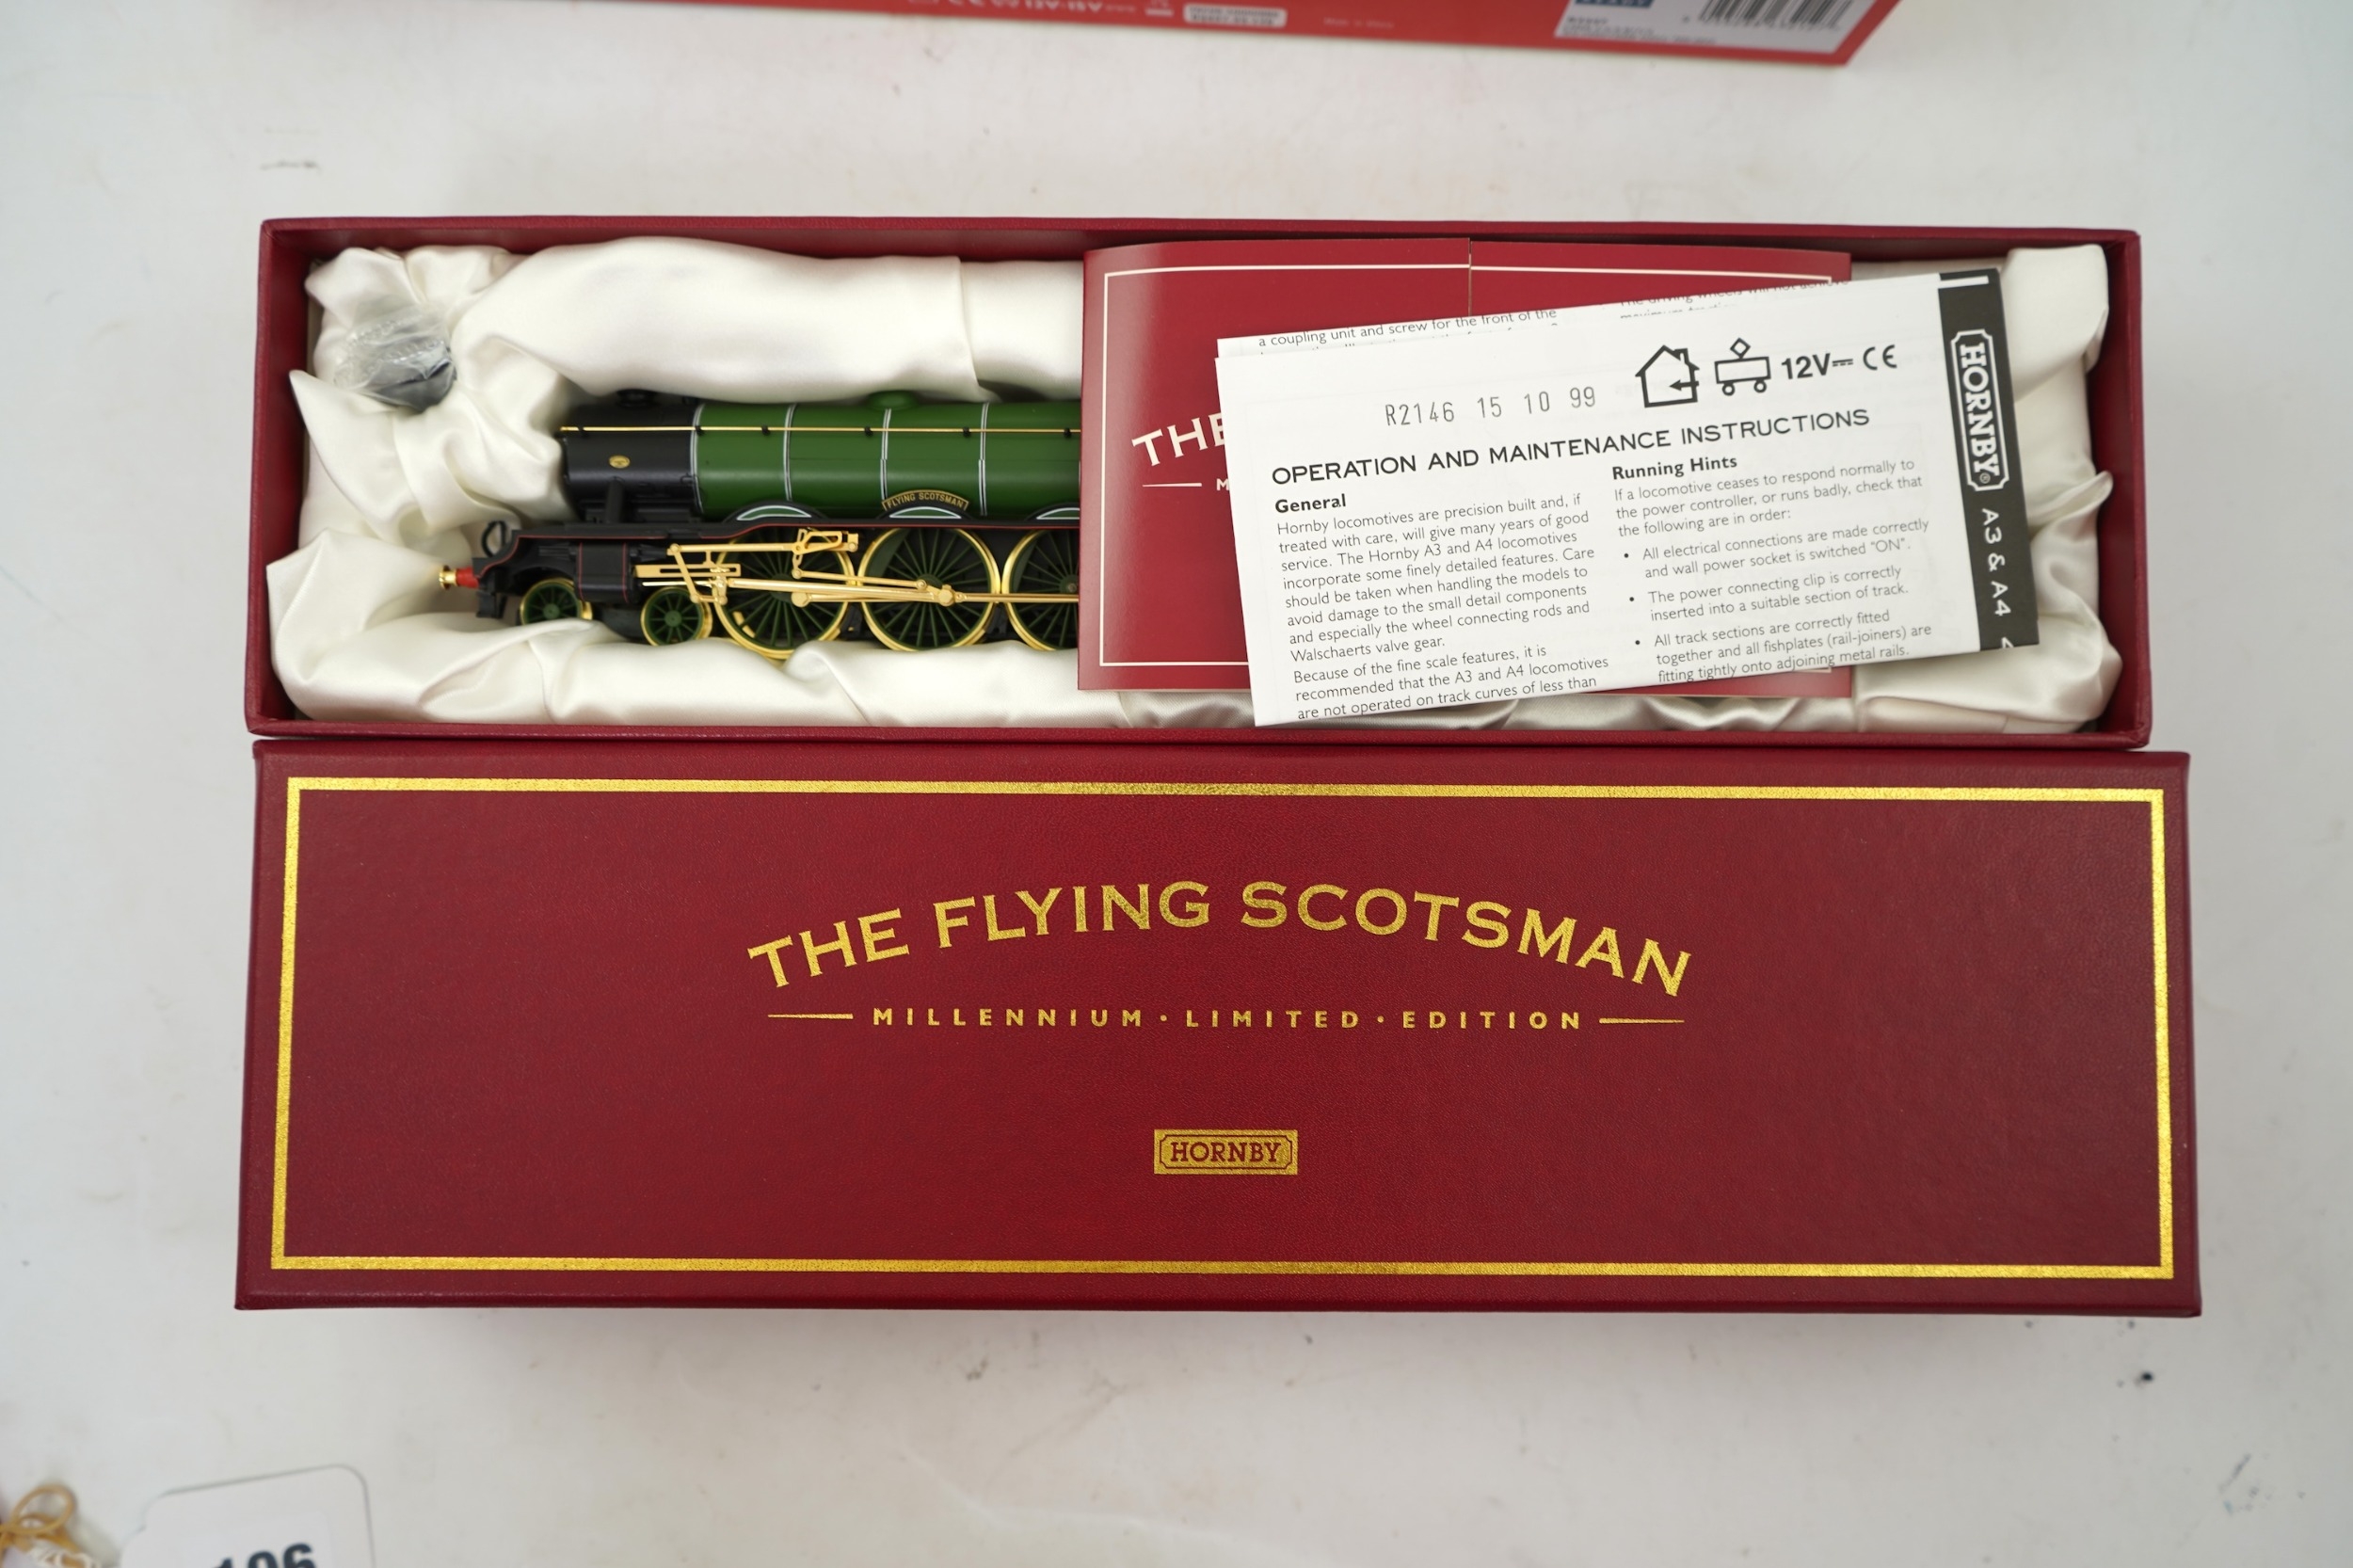 12V-15V
FLYING SCOTSMAN
THE
M
a coupling unit and screw for the front of the
R2146 15 10 99
12V CE
OPERATION AND MAINTENANCE INSTRUCTIONS
General
Hornby locomotives are precision built and, if
treated with care, will give many years of good
service. The Hornby A3 and A4 locomotives
incorporate some finely detailed features. Care
should be taken when handling the models to
avoid damage to the small detail components
and especially the wheel connecting rods and
Walschaerts valve gear.
Because of the fine scale features, it is
recommended that the A3 and A4 locomotives
are not operated on track curves of less than
Running Hints
If a locomotive ceases to respond normally to
the power controller, or runs badly, check that
the following are in order:
• All electrical connections are made correctly
and wall power socket is switched "ON".
• The power connecting clip is correctly
inserted into a suitable section of track.
• All track sections are correctly fitted
together and all fishplates (rail-joiners) are
fitting tightly onto adjoining metal rails.
HORNBY® A3 & A4
THE FLYING SCOTSMAN
MILLENNIUM · LIMITED · EDITION
HORNBY
106